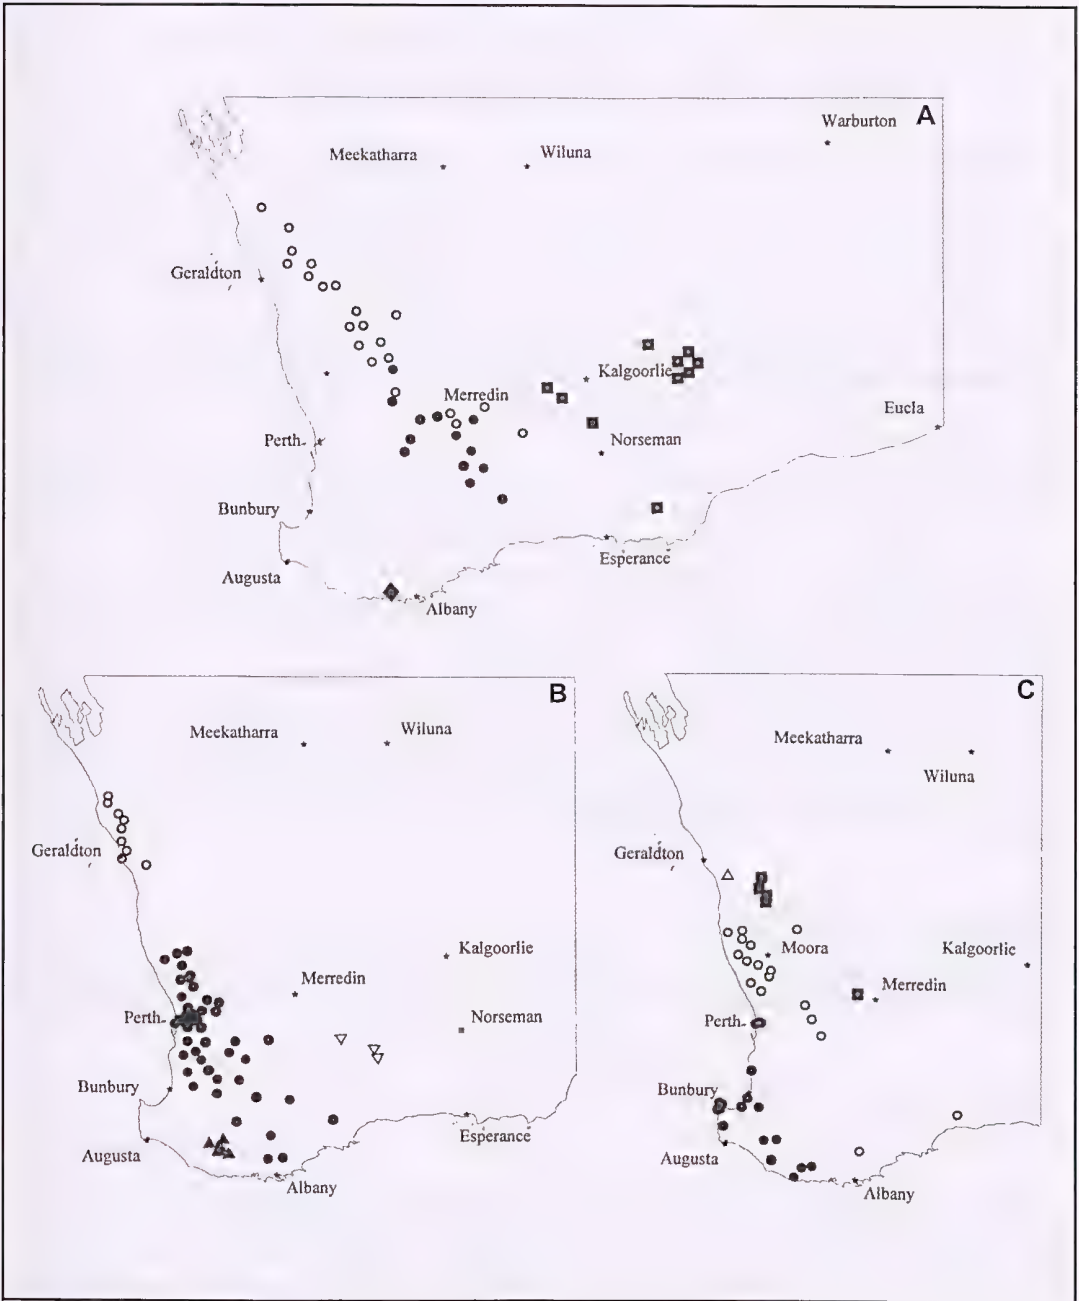 A
Warburton
Meekatharra
Wiluna
Geraldton
Kalgoorlie
Merredin
Eucla
Perth
Norseman
Bunbury
Esperance
Augusta
Albany
B
Meekatharra
Wiluna
Geraldton
Kalgoorlie
Merredin
Perth
Norseman
Bunbury
Esperance
Augusta
Albany
C
Meekatharra
Wiluna
Geraldton
Moora
Kalgoorlie
Merredin
Perth
Bunbury
Augusta
Albany